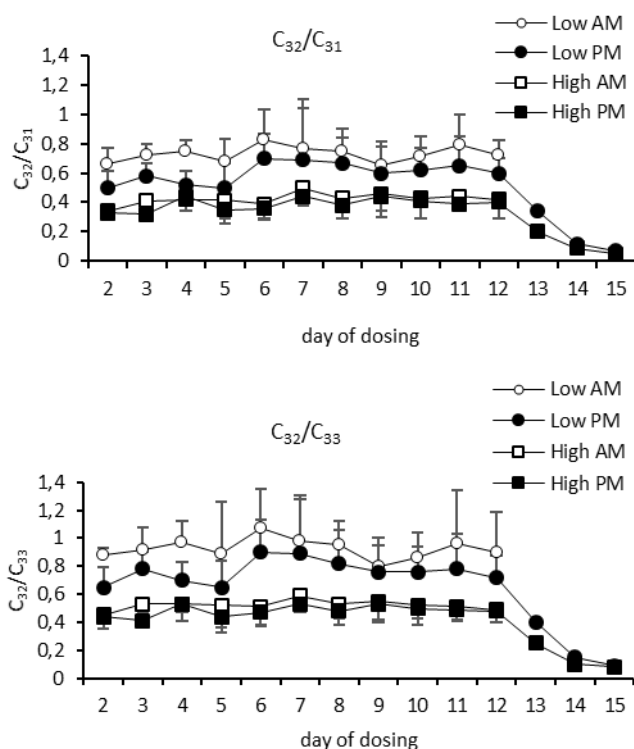 C32/C31
Low AM
Low PM
High AM
High PM
C32/C31
1,4
1,2
1
0,8
0,6
0,4
0,2
0
2 3 4 5 6 7 8 9 10 11 12 13 14 15
day of dosing
C32/C33
Low AM
Low PM
High AM
High PM
C32/C33
1,4
1,2
1
0,8
0,6
0,4
0,2
0
2 3 4 5 6 7 8 9 10 11 12 13 14 15
day of dosing